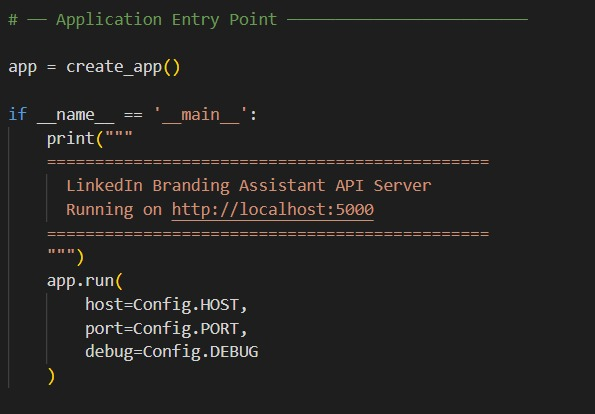 # ── Application Entry Point ─────────────────────────
app = create_app()
if __name__ == '__main__':
    print("""
    ==============================================
      LinkedIn Branding Assistant API Server
      Running on http://localhost:5000
    ==============================================
    """)
    app.run(
        host=Config.HOST,
        port=Config.PORT,
        debug=Config.DEBUG
    )